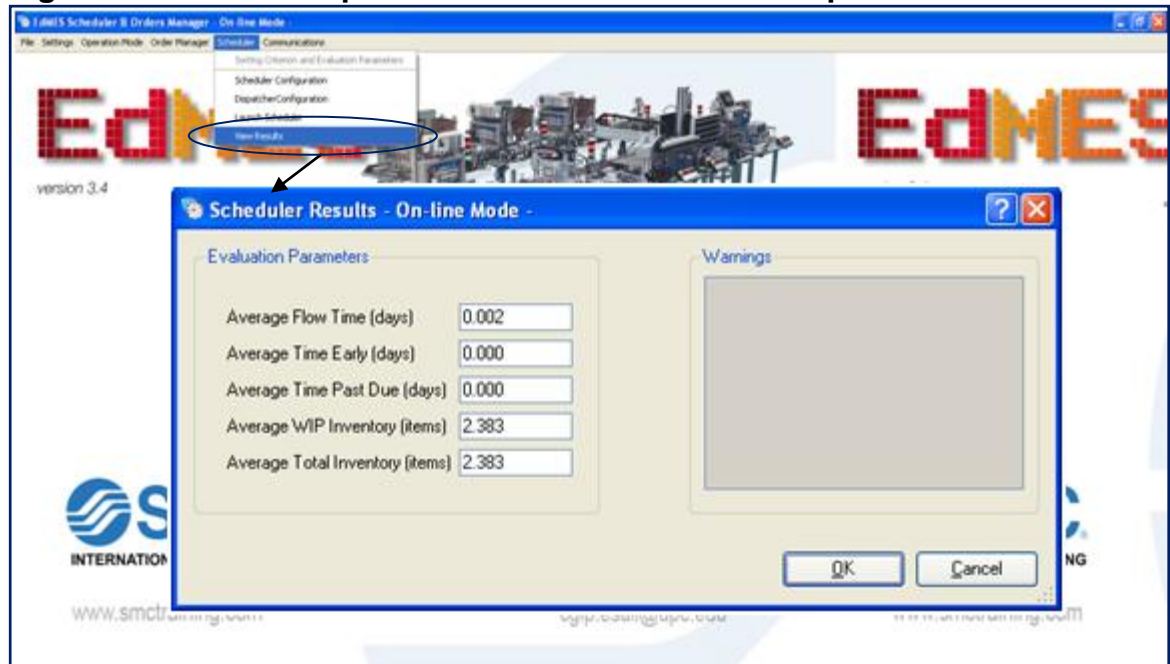 EdMES Scheduler & Orders Manager - On-line Mode -
File Settings Operation Mode Order Manager Scheduler Communications
Setting Criterion and Evaluation Parameters
Scheduler Configuration
DispatcherConfiguration
Launch Scheduler
View Results
EdMES
version 3.4
Scheduler Results - On-line Mode -
Evaluation Parameters
Warnings
Average Flow Time (days) 0.002
Average Time Early (days) 0.000
Average Time Past Due (days) 0.000
Average WIP Inventory (items) 2.383
Average Total Inventory (items) 2.383
OK
Cancel
INTERNATION
NG
www.smctraining.com